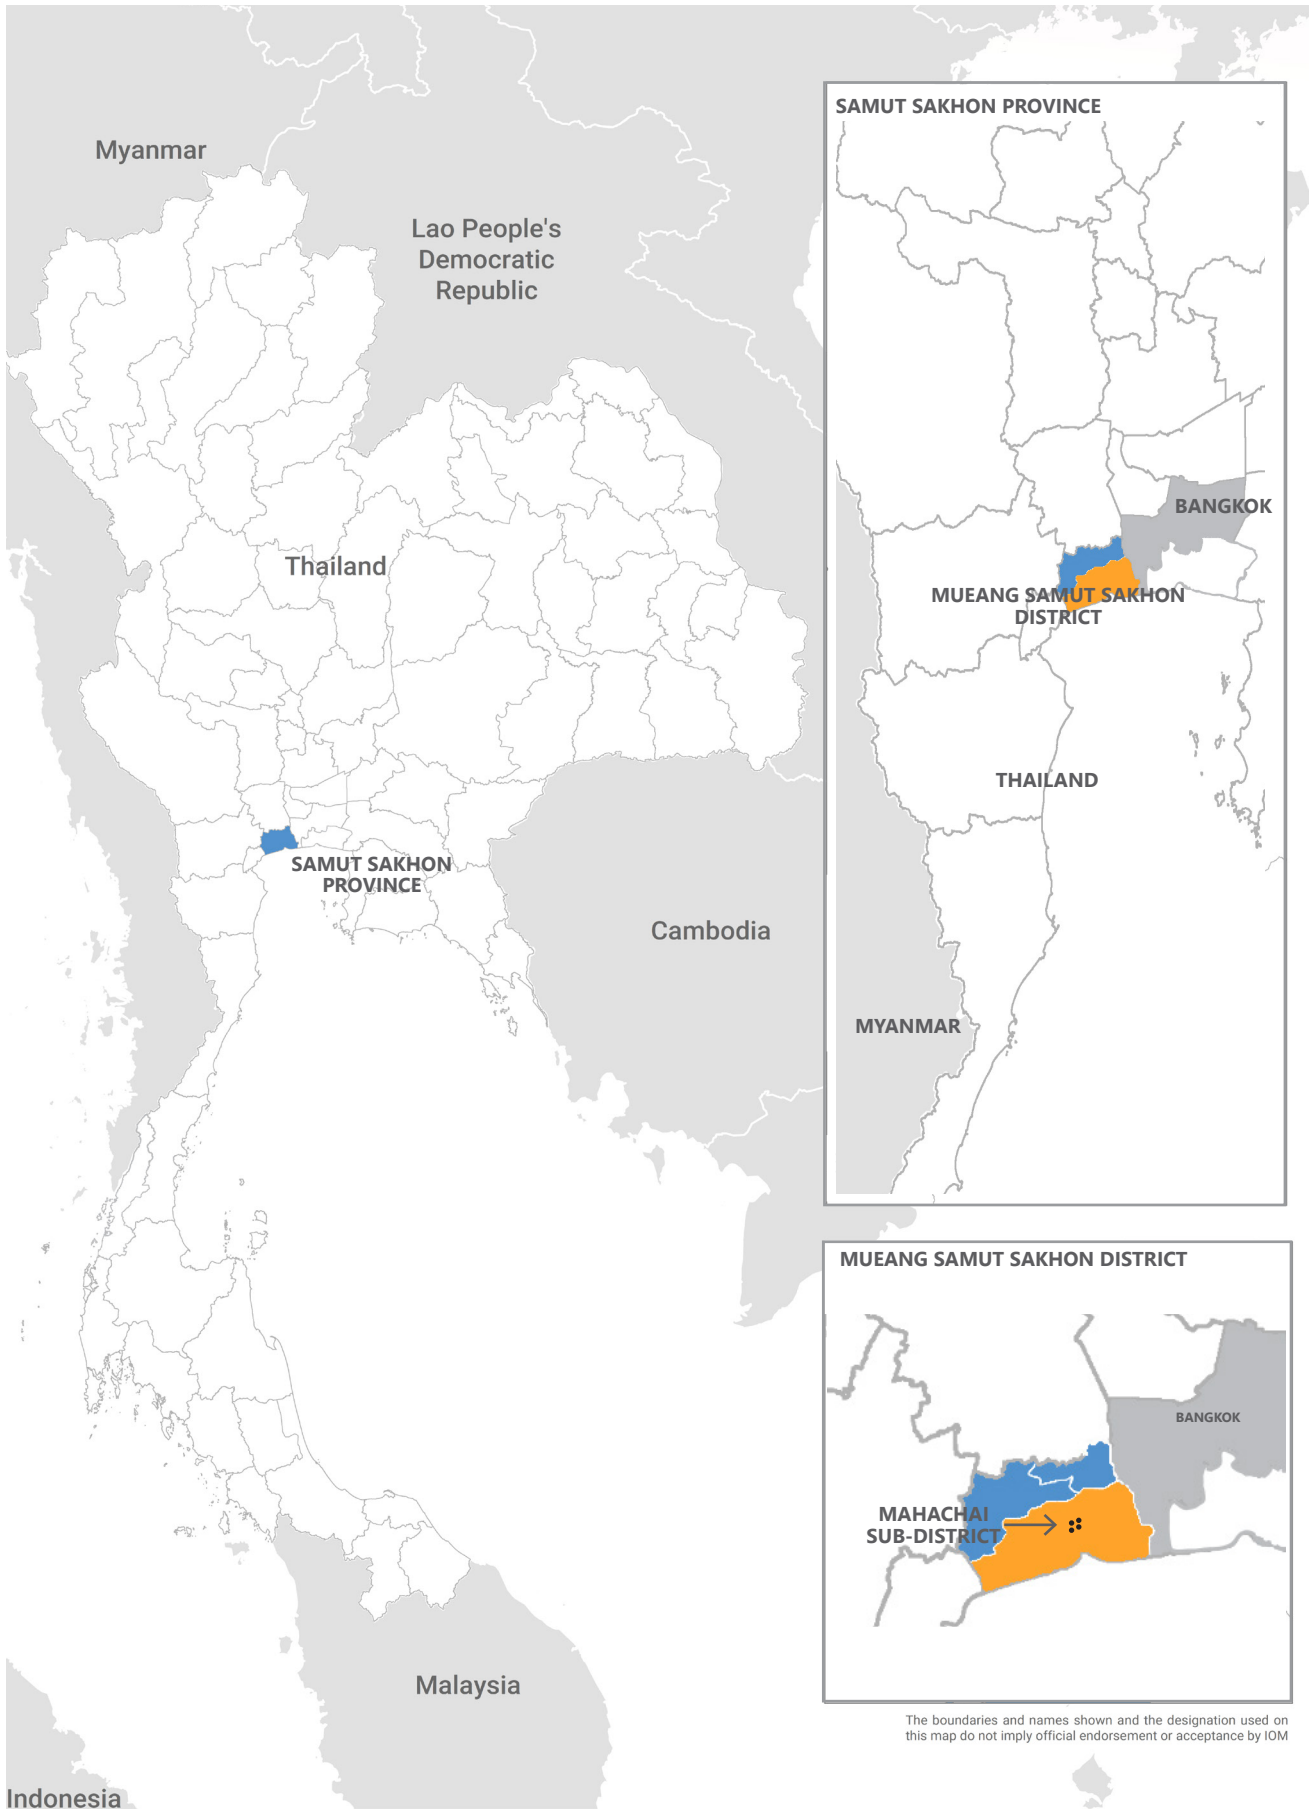 Myanmar
Lao People's
Democratic
Republic
Thailand
SAMUT SAKHON
PROVINCE
Cambodia
Malaysia
Indonesia
SAMUT SAKHON PROVINCE
BANGKOK
MUEANG SAMUT SAKHON
DISTRICT
THAILAND
MYANMAR
MUEANG SAMUT SAKHON DISTRICT
BANGKOK
MAHACHAI
SUB-DISTRICT
The boundaries and names shown and the designation used on
this map do not imply official endorsement or acceptance by IOM